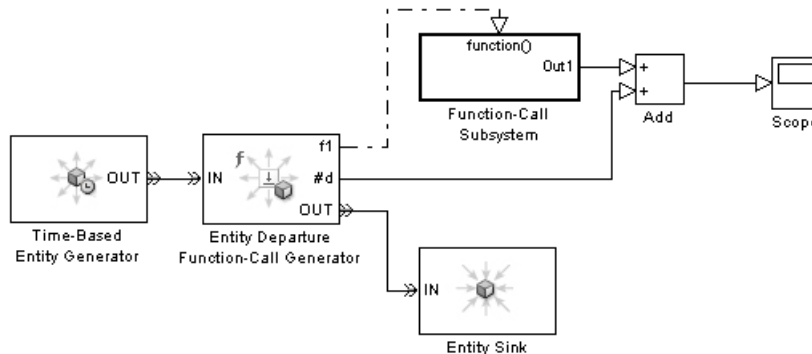 function()
Out1
Function-Call
Subsystem
+
+
Add
Scope
OUT
Time-Based
Entity Generator
IN
f
f1
#d
OUT
Entity Departure
Function-Call Generator
IN
Entity Sink